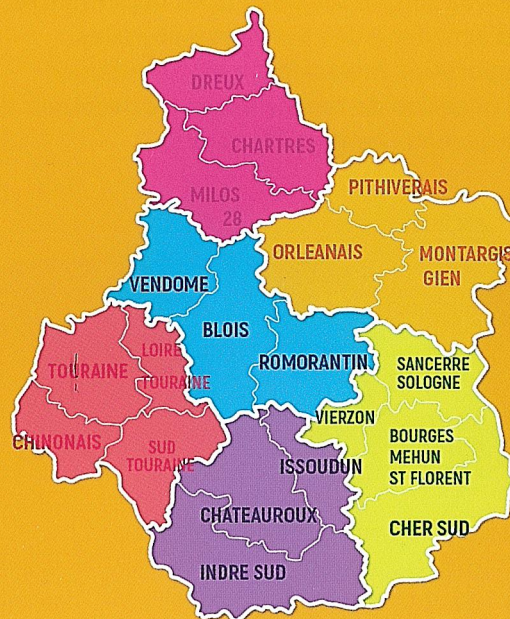 DREUX
CHARTRES
MILOS
28
PITHIVERAIS
ORLEANAIS
MONTARGIS
GIEN
VENDOME
BLOIS
ROMORANTIN
LOIRE
TOURAINE
TOURAINE
CHINONAIS
SUD
TOURAINE
SANCERRE
SOLOGNE
VIERZON
BOURGES
MEHUN
ST FLORENT
ISSOUDUN
CHATEAUROUX
CHER SUD
INDRE SUD